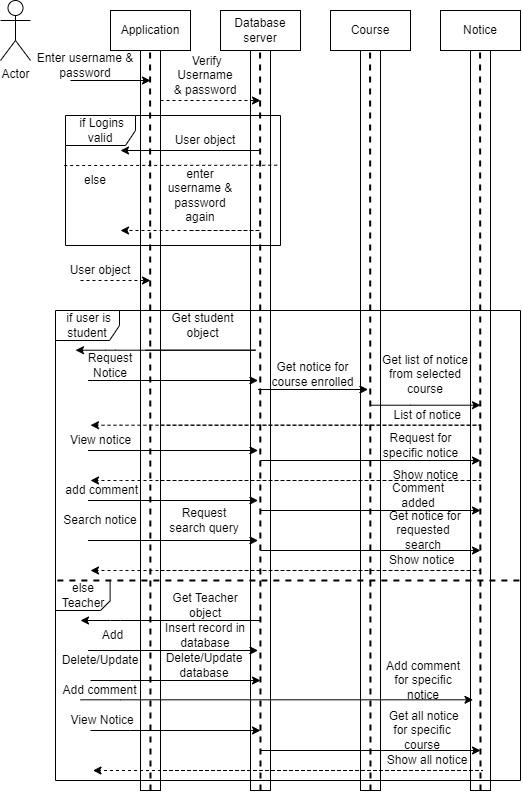 Application
Database
server
Course
Notice
Actor
Enter username &
password
Verify
Username
& password
if Logins
valid
User object
else
enter
username &
password
again
User object
if user is
student
Get student
object
Request
Notice
Get notice for
course enrolled
Get list of notice
from selected
course
List of notice
View notice
Request for
specific notice
Show notice
add comment
Comment
added
Search notice
Request
search query
Get notice for
requested
search
Show notice
else
Teacher
Get Teacher
object
Add
Insert record in
database
Delete/Update
Delete/Update
database
Add comment
Add comment
for specific
notice
View Notice
Get all notice
for specific
course
Show all notice